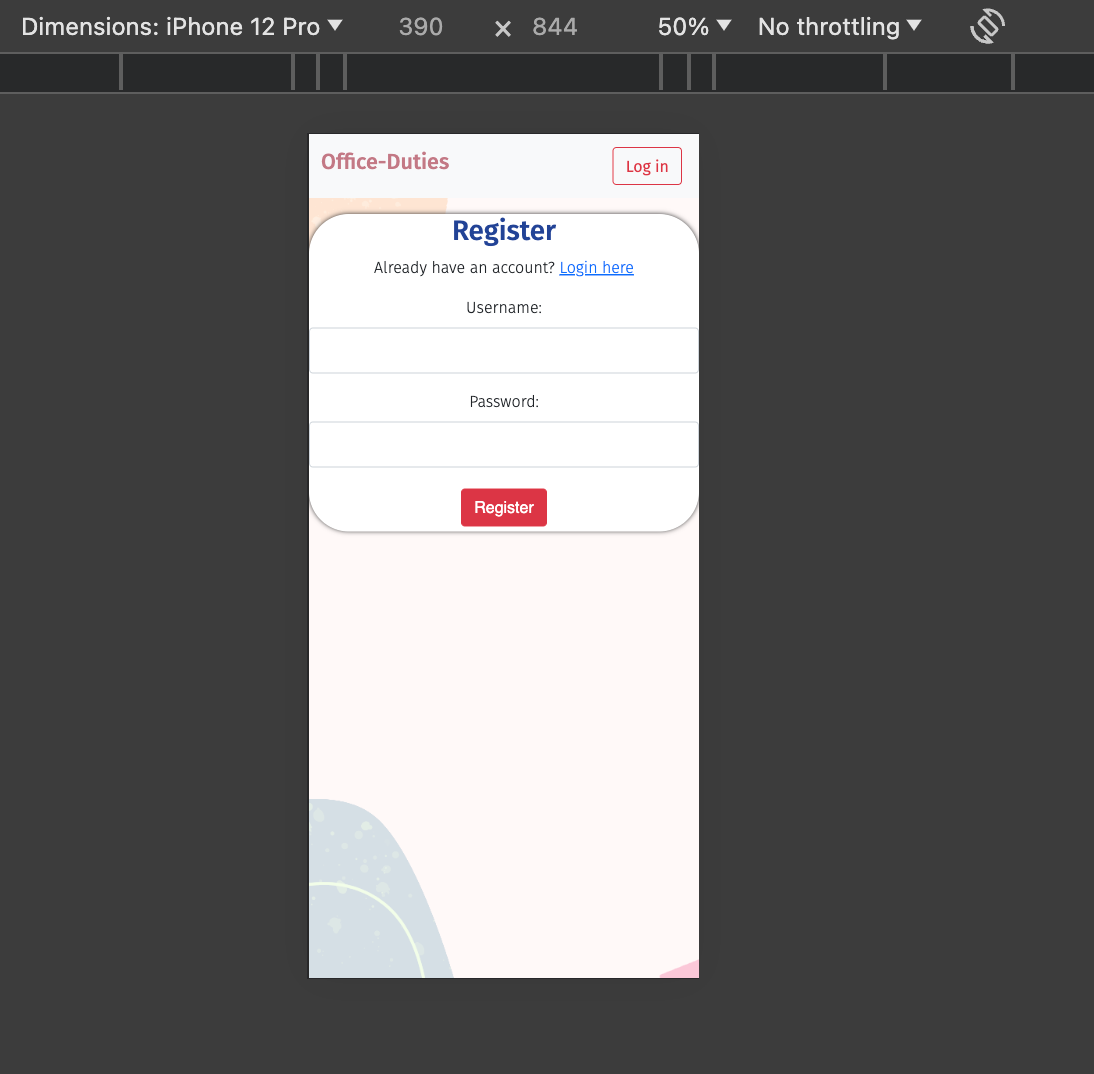 Dimensions: iPhone 12 Pro ▼ 390 × 844 50% ▼ No throttling ▼
Office-Duties Log in
Register
Already have an account? Login here
Username:
Password:
Register